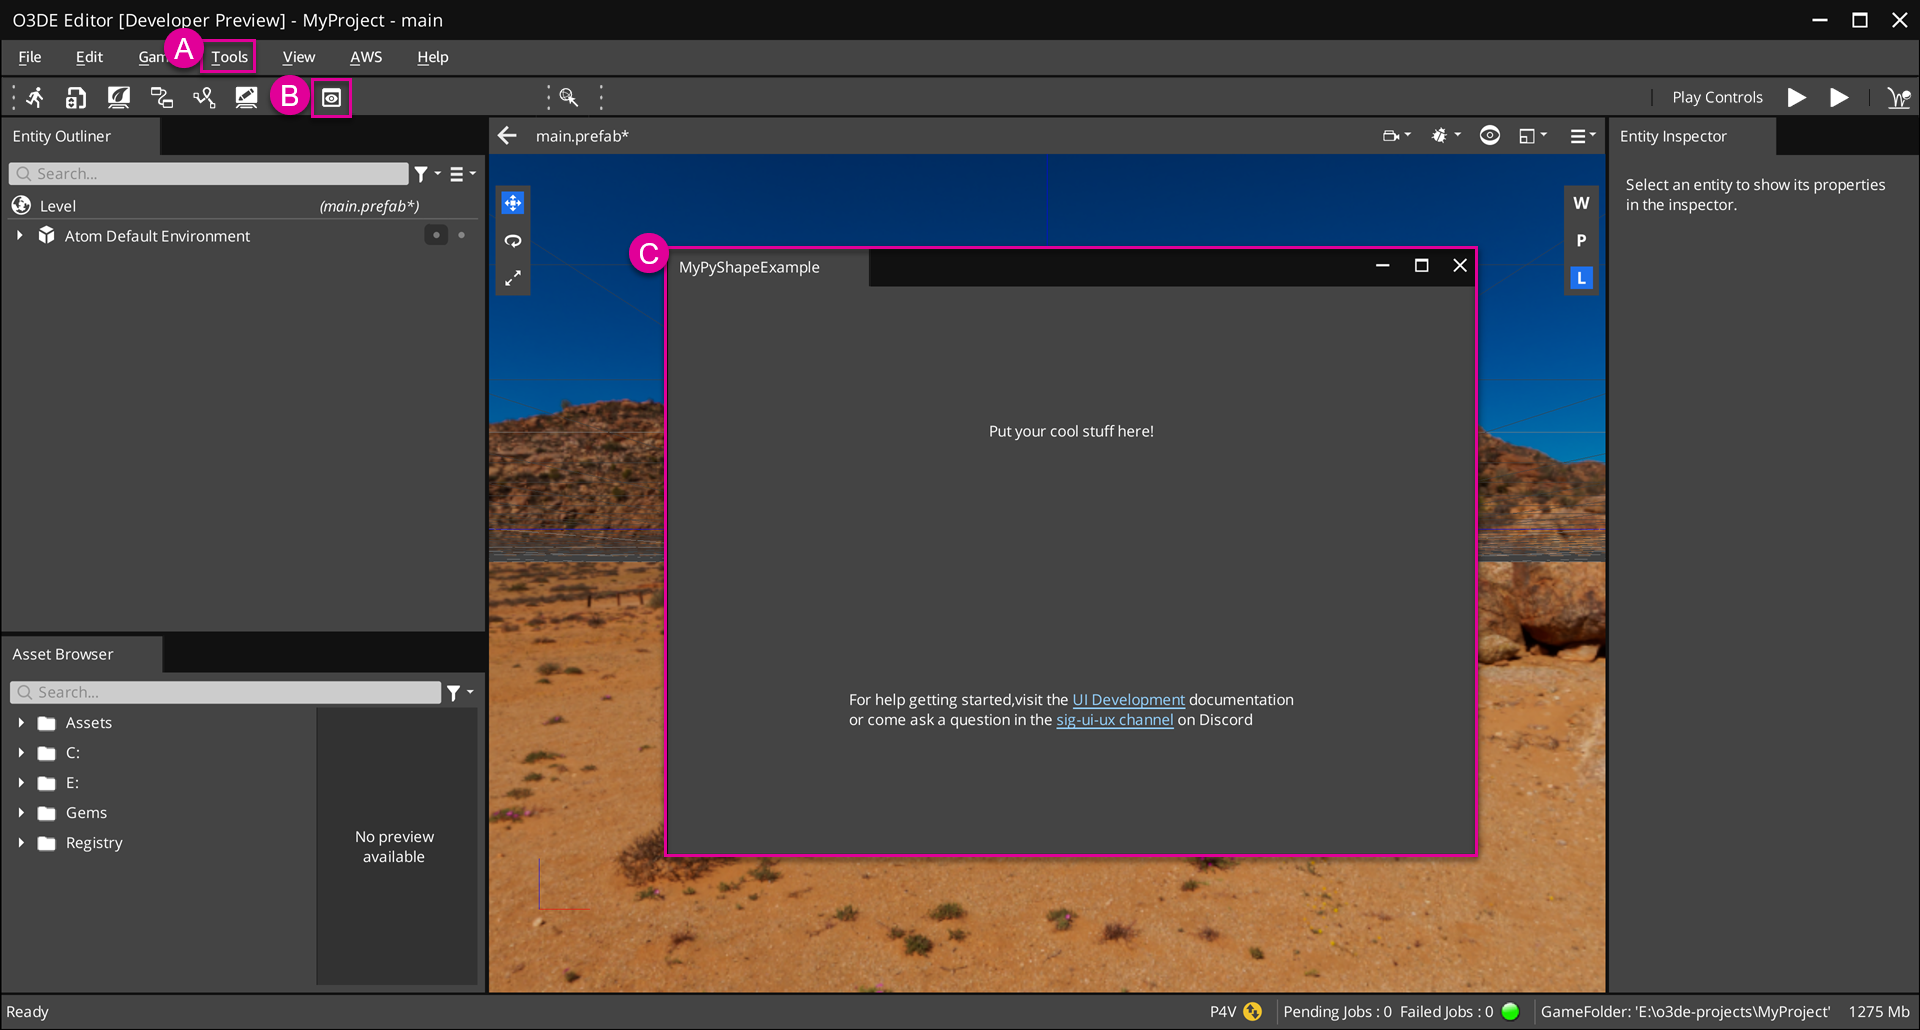 O3DE Editor [Developer Preview] - MyProject - main
File Edit Gam A Tools View AWS Help
B
Play Controls
Entity Outliner
Search...
Level (main.prefab*)
Atom Default Environment
main.prefab*
W
P
L
C
MyPyShapeExample
Put your cool stuff here!
For help getting started,visit the UI Development documentation
or come ask a question in the sig-ui-ux channel on Discord
Entity Inspector
Select an entity to show its properties
in the inspector.
Asset Browser
Search...
Assets
C:
E:
Gems
Registry
No preview
available
Ready
P4V Pending Jobs : 0 Failed Jobs : 0 GameFolder: 'E:\o3de-projects\MyProject' 1275 Mb